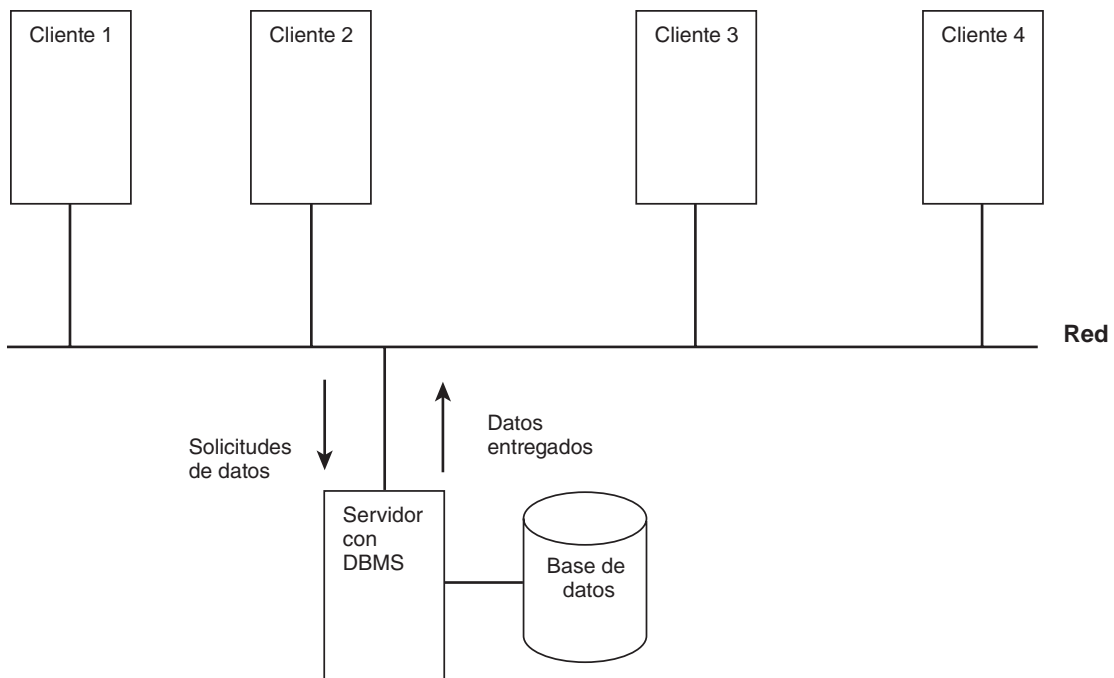 Cliente 1
Cliente 2
Cliente 3
Cliente 4
Red
Solicitudes
de datos
Datos
entregados
Servidor
con
DBMS
Base de
datos